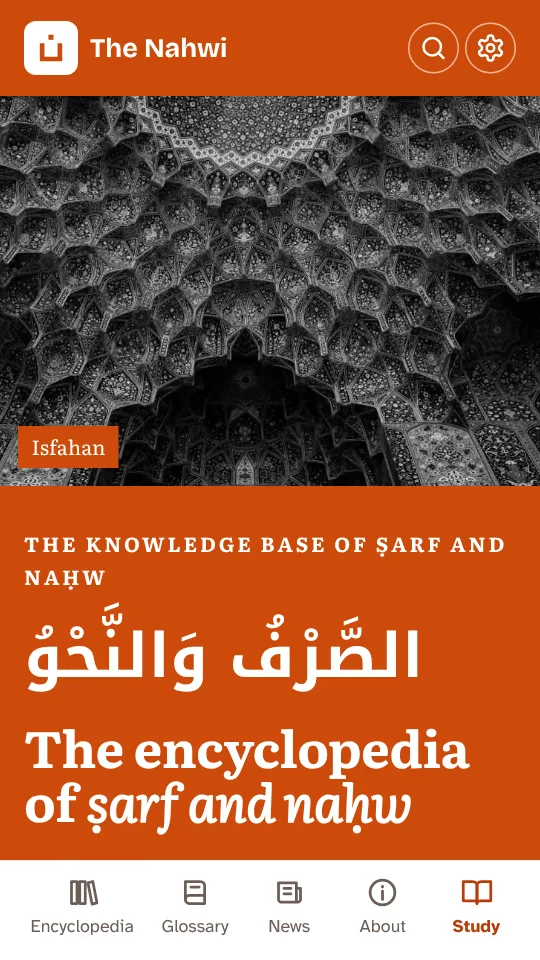 The Nahwi
Isfahan
THE KNOWLEDGE BASE OF ṢARF AND
NAḤW
الصَّرْفُ وَالنَّحْوُ
The encyclopedia
of ṣarf and naḥw
Encyclopedia
Glossary
News
About
Study